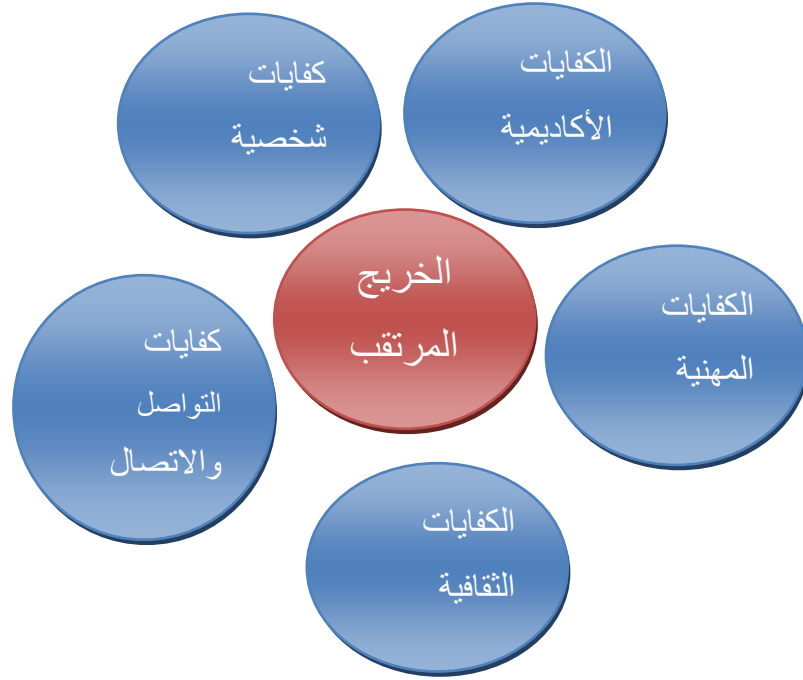 الكفايات
الأكاديمية
كفايات
شخصية
الخريج
المرتقب
الكفايات
المهنية
كفايات
التواصل
والاتصال
الكفايات
الثقافية